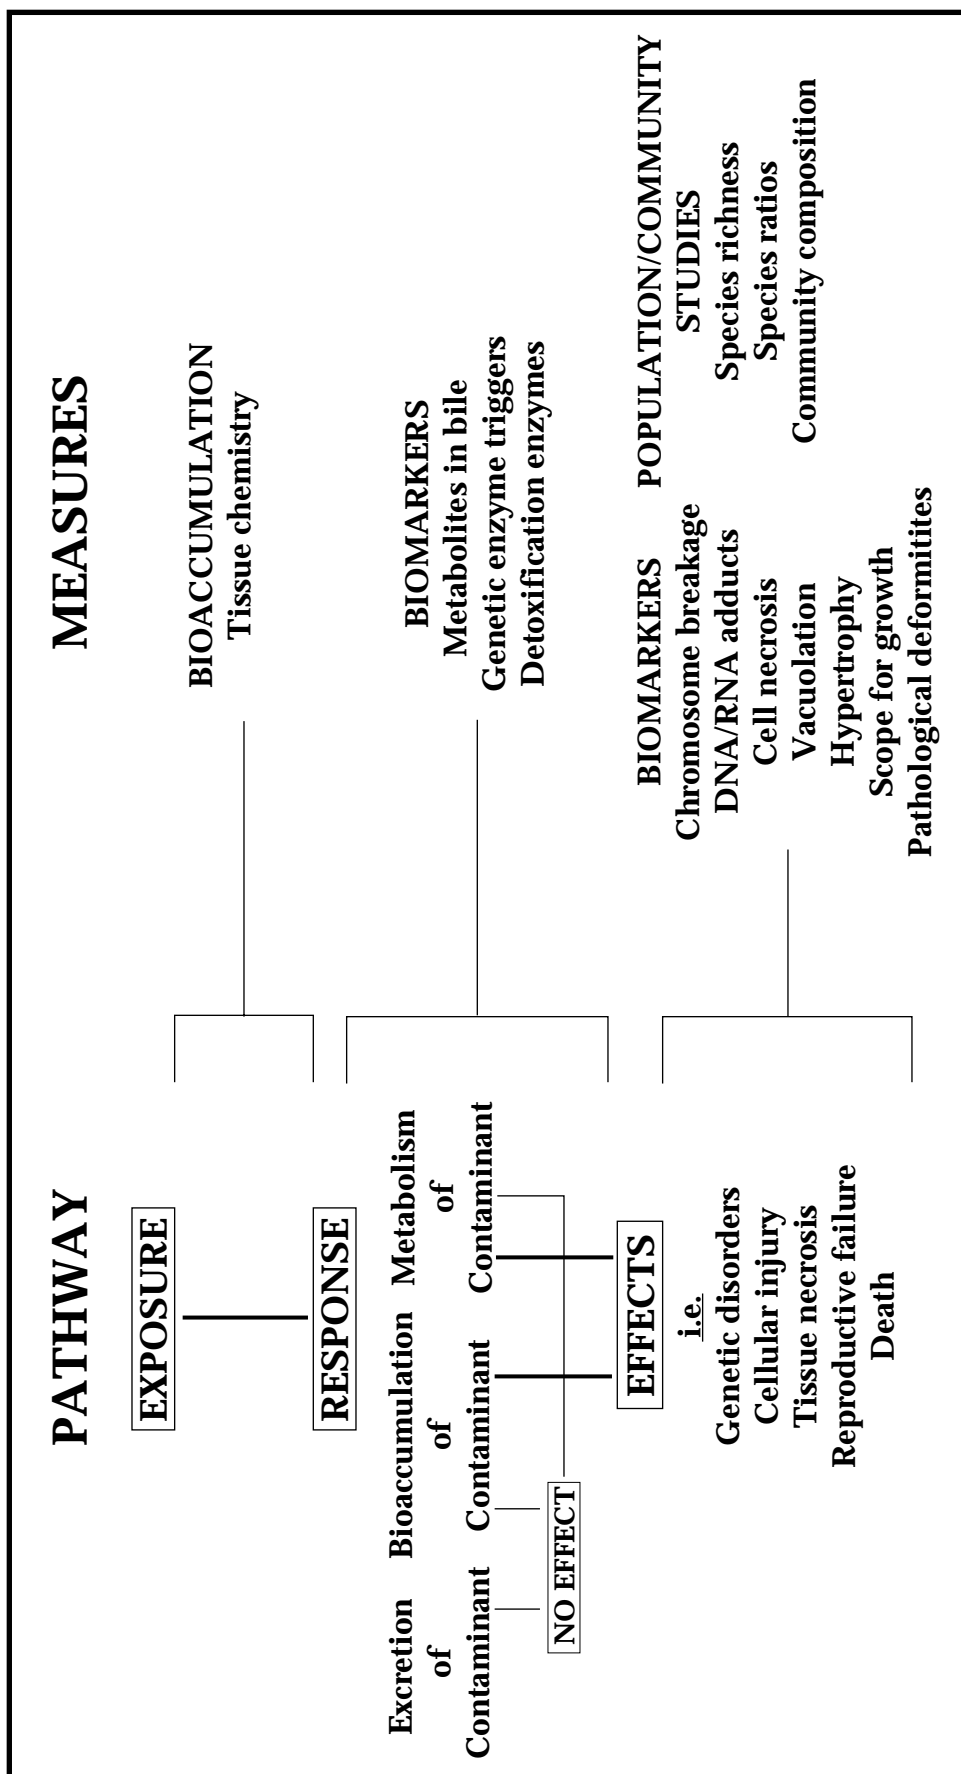 PATHWAY
MEASURES
EXPOSURE
BIOACCUMULATION
Tissue chemistry
RESPONSE
Excretion
of
Contaminant
Bioaccumulation
of
Contaminant
Metabolism
of
Contaminant
BIOMARKERS
Metabolites in bile
Genetic enzyme triggers
Detoxification enzymes
NO EFFECT
EFFECTS
i.e.
Genetic disorders
Cellular injury
Tissue necrosis
Reproductive failure
Death
BIOMARKERS
Chromosome breakage
DNA/RNA adducts
Cell necrosis
Vacuolation
Hypertrophy
Scope for growth
Pathological deformitites
POPULATION/COMMUNITY
STUDIES
Species richness
Species ratios
Community composition